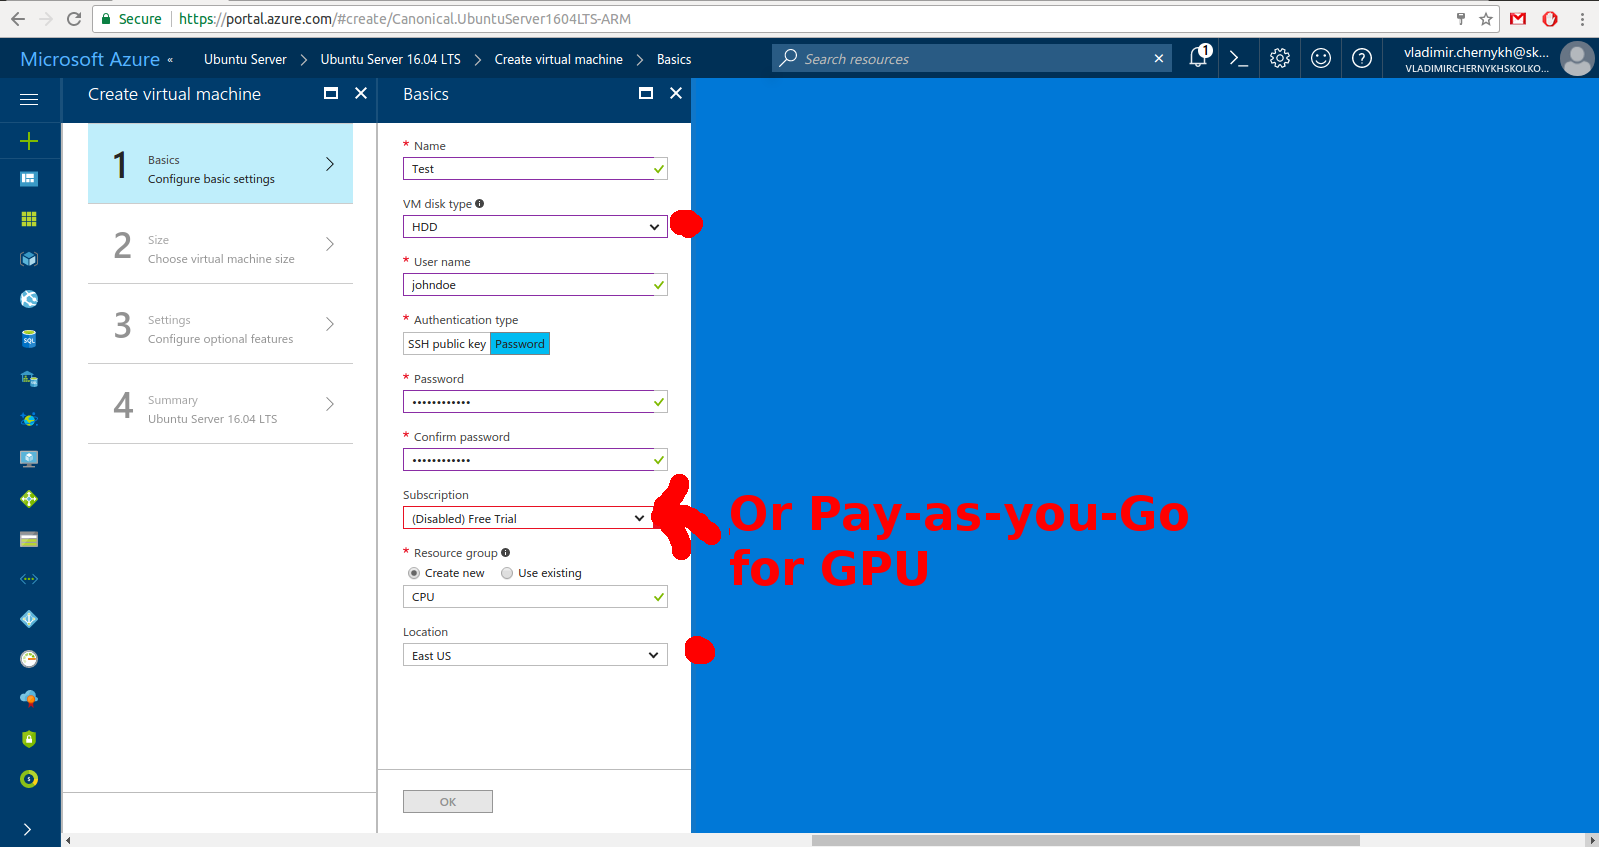 Secure
https://portal.azure.com/#create/Canonical.UbuntuServer1604LTS-ARM
Microsoft Azure «
Ubuntu Server > Ubuntu Server 16.04 LTS > Create virtual machine > Basics
Search resources
1
vladimir.chernykh@sk...
VLADIMIRCHERNYKHSKOLKO...
Create virtual machine
1
Basics
Configure basic settings
2
Size
Choose virtual machine size
3
Settings
Configure optional features
4
Summary
Ubuntu Server 16.04 LTS
Basics
* Name
Test
VM disk type
HDD
* User name
johndoe
* Authentication type
SSH public key Password
* Password
••••••••••••
* Confirm password
••••••••••••
Subscription
(Disabled) Free Trial
* Resource group
Create new Use existing
CPU
Location
East US
OK
Or Pay-as-you-Go
for GPU
SQL